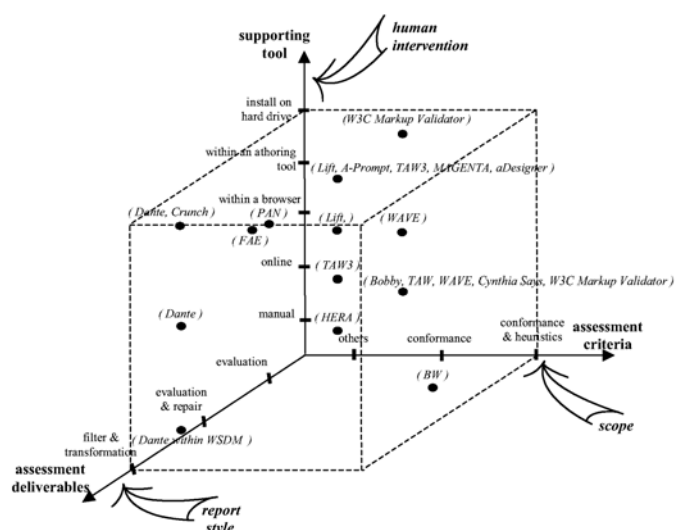 human
intervention
supporting
tool
install on
hard drive
(W3C Markup Validator )
within an athoring
tool
( Lift, A-Prompt, TAW3, MAGENTA, aDesigner )
within a browser
( Dante, Crunch )
( PAN )
( Lift, )
( WAVE )
( FAE )
online
( TAW3 )
( Bobby, TAW, WAVE, Cynthia Says, W3C Markup Validator )
( Dante )
manual
( HERA )
others
conformance
conformance
& heuristics
assessment
criteria
evaluation
( BW )
evaluation
& repair
scope
filter &
transformation
( Dante within WSDM )
assessment
deliverables
report
style